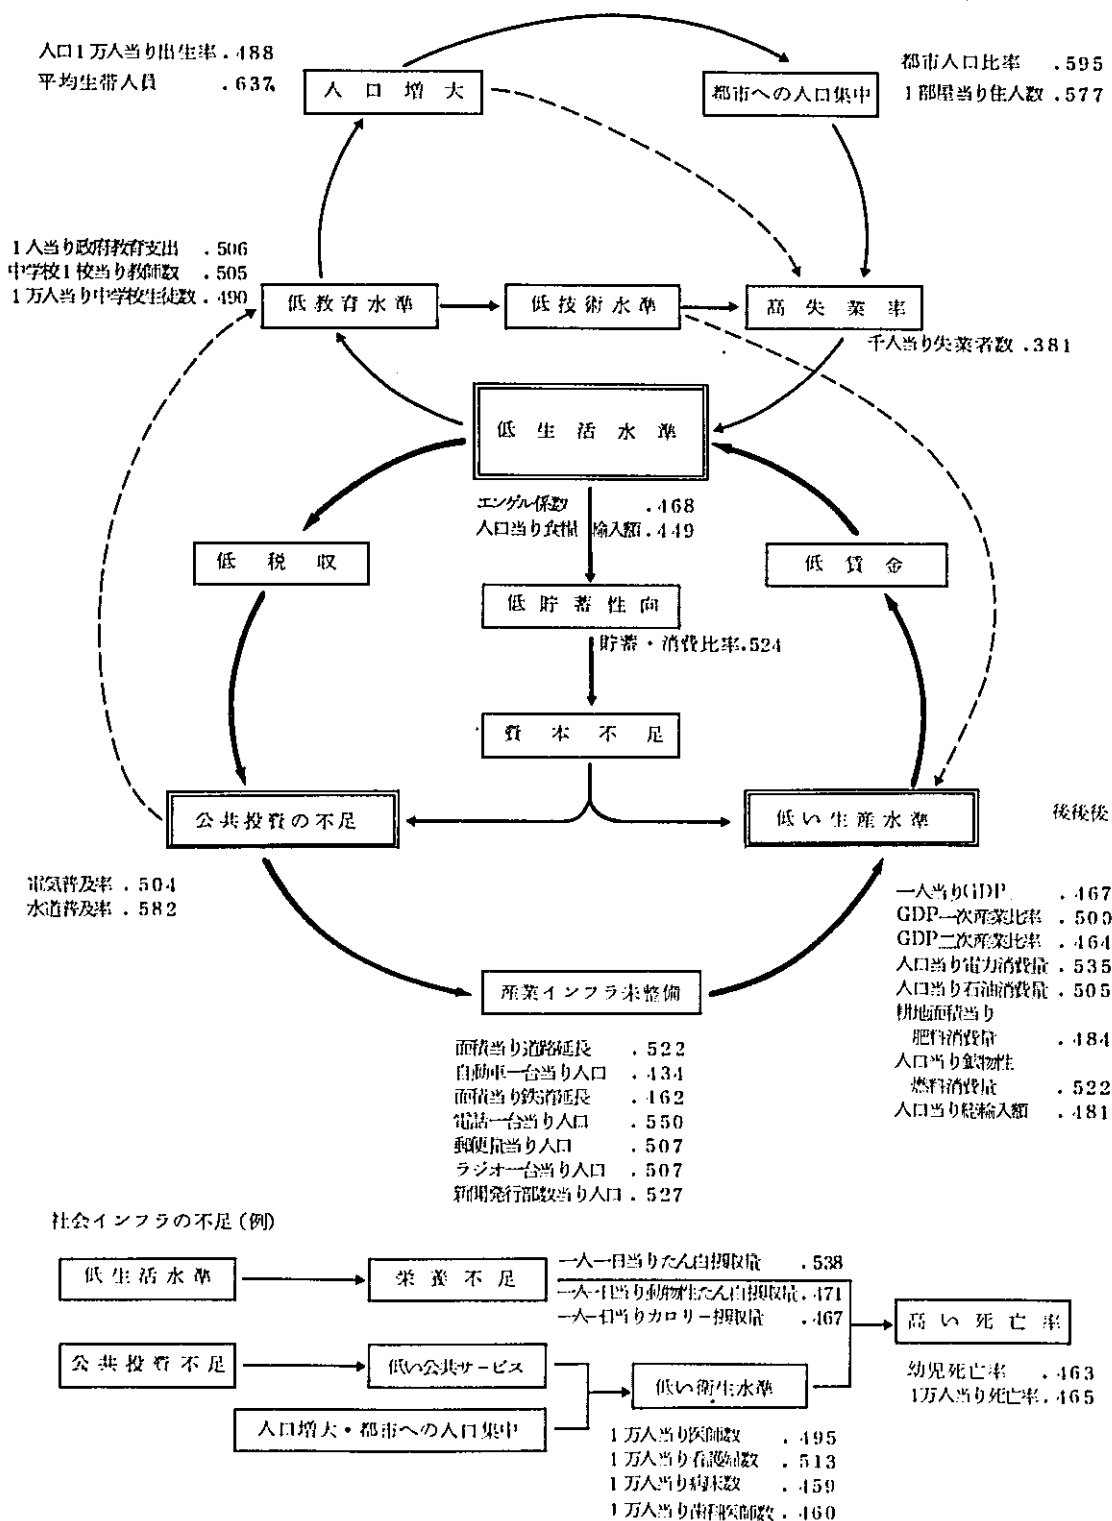 人口1万人当り出生率 .488
平均生帯人員 .637
人口増大
都市への人口集中
都市人口比率 .595
1部屋当り住人数 .577
1人当り政府教育支出 .506
中学校1校当り教師数 .505
1万人当り中学校生徒数 .490
低教育水準
低技術水準
高失業率
千人当り失業者数 .381
低生活水準
エンゲル係数 .468
人口当り食糧輸入額 .449
低税収
低賃金
低貯蓄性向
貯蓄・消費比率 .524
資本不足
公共投資の不足
低い生産水準
後後後
電気普及率 .504
水道普及率 .582
一人当りGDP .467
GDP一次産業比率 .500
GDP二次産業比率 .464
人口当り電力消費量 .535
人口当り石油消費量 .505
耕地面積当り
肥料消費量 .484
人口当り鉱物性
燃料消費量 .522
人口当り総輸入額 .481
産業インフラ未整備
面積当り道路延長 .522
自動車一台当り人口 .434
面積当り鉄道延長 .462
電話一台当り人口 .550
郵便局当り人口 .507
ラジオ一台当り人口 .507
新聞発行部数当り人口 .527
社会インフラの不足(例)
低生活水準
栄養不足
一人一日当りたん白摂取量 .538
一人一日当り動物性たん白摂取量 .471
一人一日当りカロリー摂取量 .467
高い死亡率
幼児死亡率 .463
1万人当り死亡率 .465
公共投資不足
低い公共サービス
低い衛生水準
人口増大・都市への人口集中
1万人当り医師数 .495
1万人当り看護婦数 .513
1万人当り病床数 .459
1万人当り歯科医師数 .460